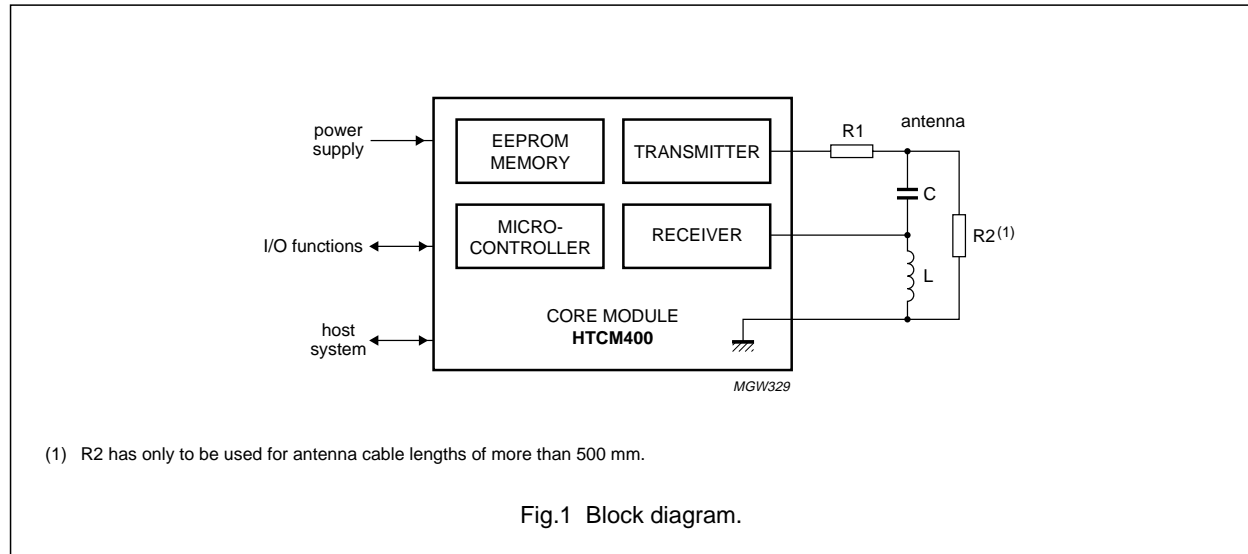 power
supply
EEPROM
MEMORY
TRANSMITTER
R1
antenna
C
I/O functions
MICRO-
CONTROLLER
RECEIVER
R2(1)
L
host
system
CORE MODULE
HTCM400
MGW329
(1) R2 has only to be used for antenna cable lengths of more than 500 mm.
Fig.1 Block diagram.